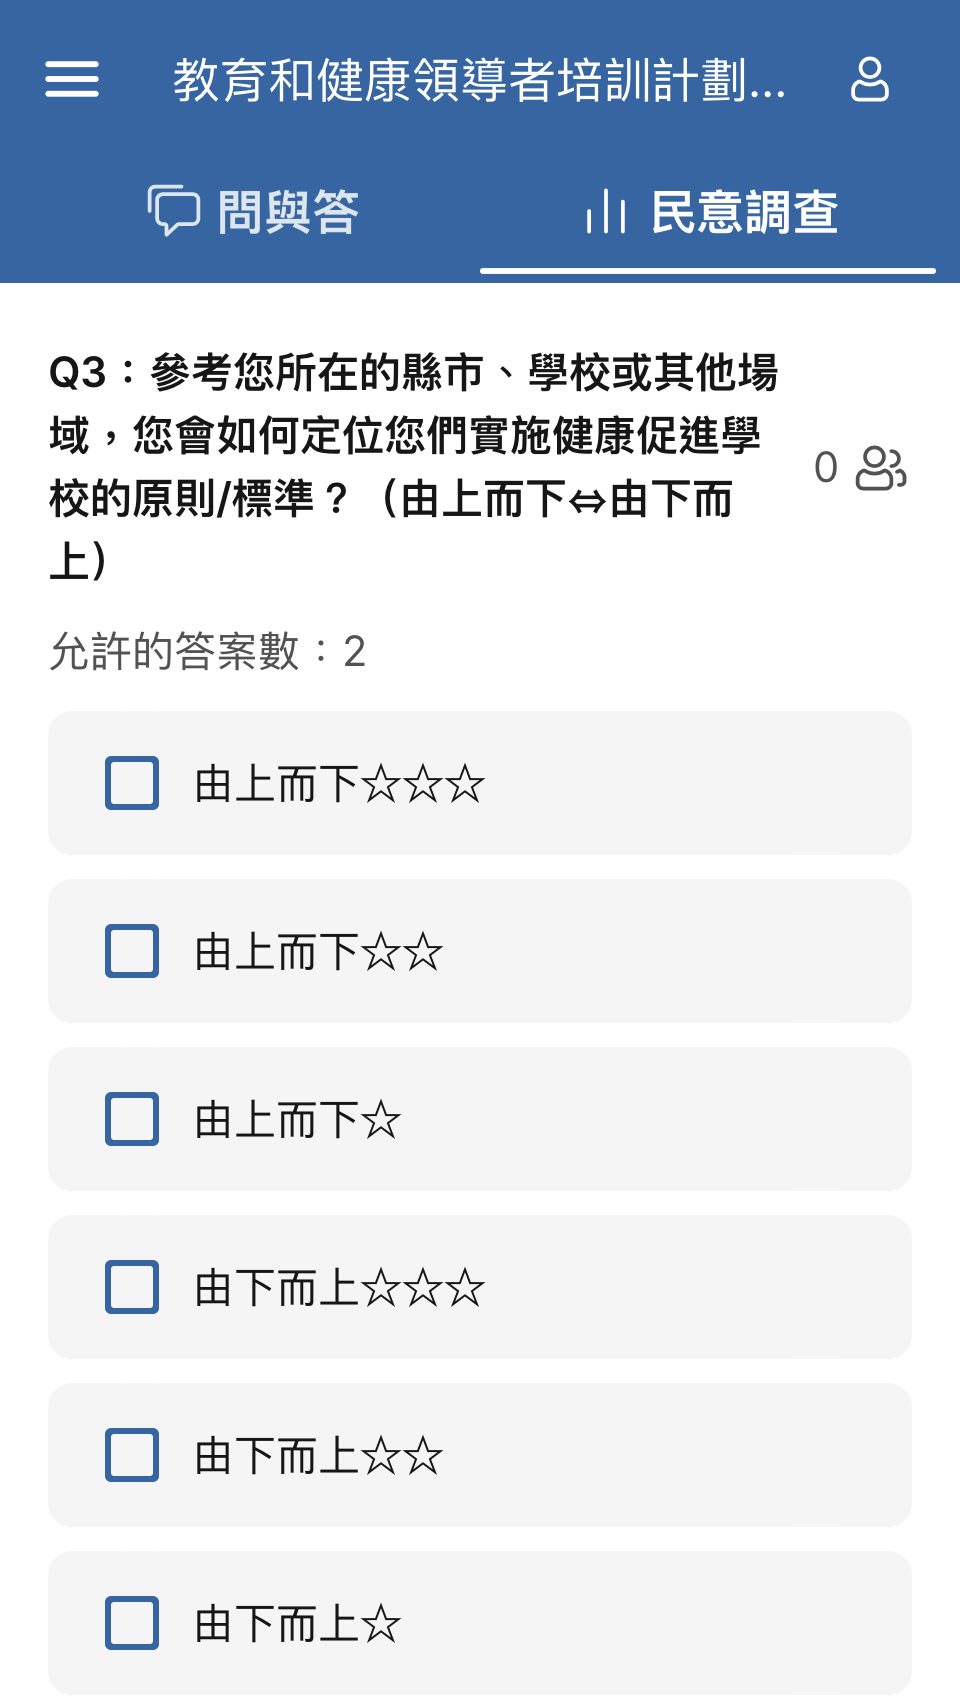 教育和健康領導者培訓計劃...
問與答
民意調查
Q3：參考您所在的縣市、學校或其他場
域，您會如何定位您們實施健康促進學
校的原則/標準？（由上而下⇔由下而
上）
0
允許的答案數：2
由上而下☆☆☆
由上而下☆☆
由上而下☆
由下而上☆☆☆
由下而上☆☆
由下而上☆